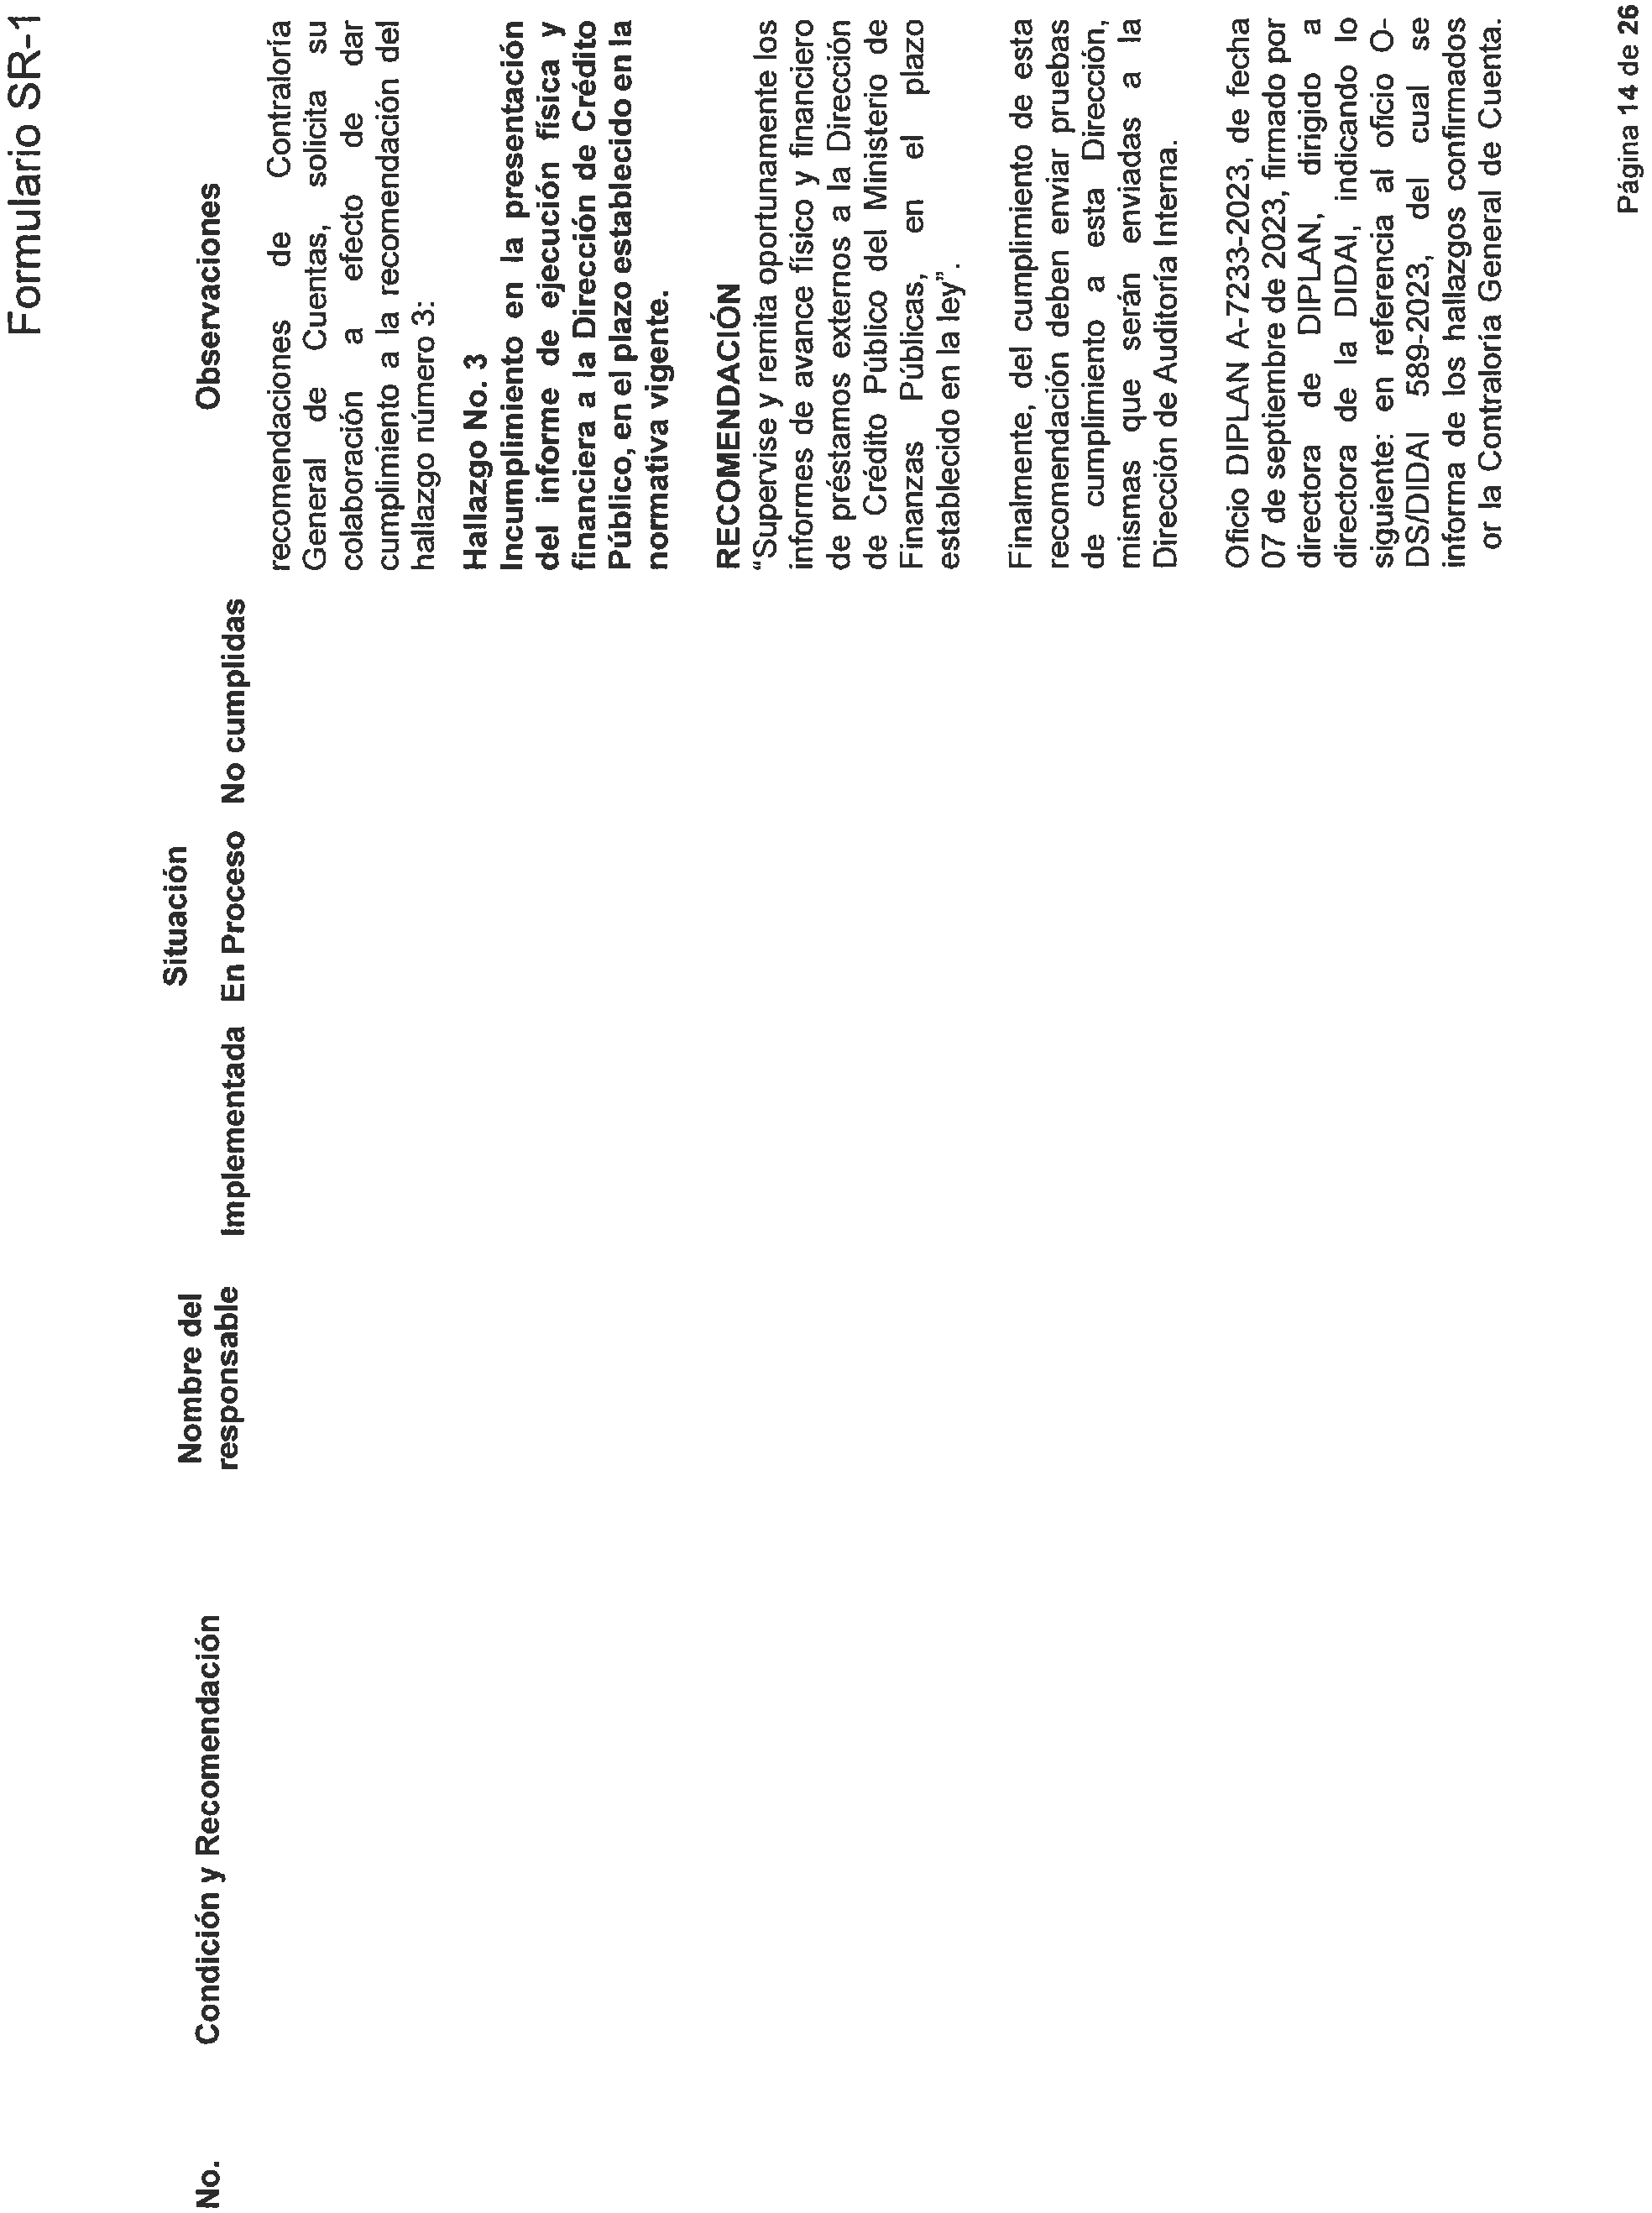 Formulario SR-1
No. Condición y Recomendación Nombre del responsable Situación Observaciones
Implementada En Proceso No cumplidas
recomendaciones de Contraloría
General de Cuentas, solicita su
colaboración a efecto de dar
cumplimiento a la recomendación del
hallazgo número 3:
Hallazgo No. 3
Incumplimiento en la presentación
del informe de ejecución física y
financiera a la Dirección de Crédito
Público, en el plazo establecido en la
normativa vigente.
RECOMENDACIÓN
“Supervise y remita oportunamente los
informes de avance físico y financiero
de préstamos externos a la Dirección
de Crédito Público del Ministerio de
Finanzas Públicas, en el plazo
establecido en la ley”.
Finalmente, del cumplimiento de esta
recomendación deben enviar pruebas
de cumplimiento a esta Dirección,
mismas que serán enviadas a la
Dirección de Auditoría Interna.
Oficio DIPLAN A-7233-2023, de fecha
07 de septiembre de 2023, firmado por
directora de DIPLAN, dirigido a
directora de la DIDAI, indicando lo
siguiente: en referencia al oficio O-
DS/DIDAI 589-2023, del cual se
informa de los hallazgos confirmados
or la Contraloría General de Cuenta.
Página 14 de 26